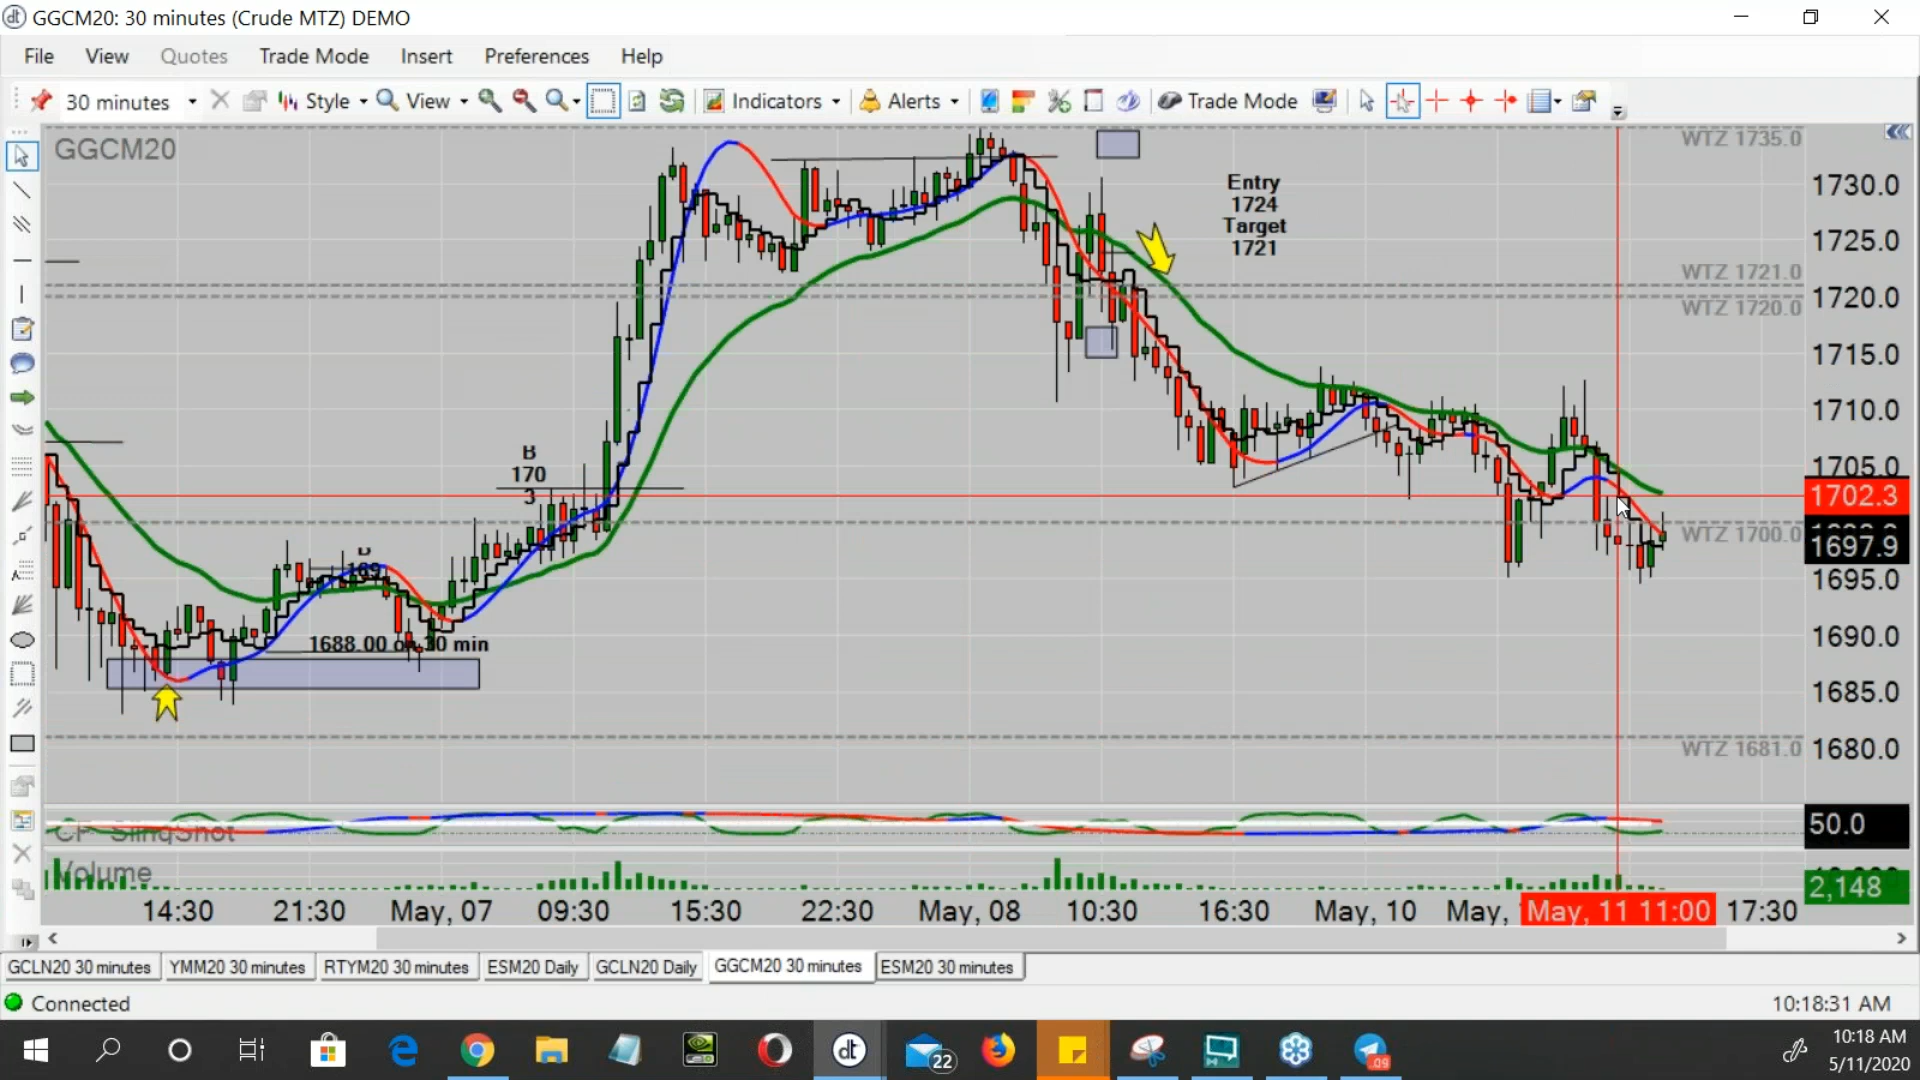 GGCM20: 30 minutes (Crude MTZ) DEMO
File View Quotes Trade Mode Insert Preferences Help
30 minutes Style View Indicators Alerts Trade Mode
GGCM20
WTZ 1735.0
1730.0
Entry
1724
Target
1721
1725.0
WTZ 1721.0
1720.0
WTZ 1720.0
1715.0
1710.0
B
170
3
1705.0
1702.3
WTZ 1700.0
1697.9
169
1695.0
1688.00 on 30 min
1690.0
1685.0
WTZ 1681.0
1680.0
CP SlingShot
50.0
Volume
2,148
14:30 21:30 May, 07 09:30 15:30 22:30 May, 08 10:30 16:30 May, 10 May, May, 11 11:00 17:30
GCLN20 30 minutes YMM20 30 minutes RTYM20 30 minutes ESM20 Daily GCLN20 Daily GGCM20 30 minutes ESM20 30 minutes
Connected 10:18:31 AM
dt 22 .09 10:18 AM
5/11/2020